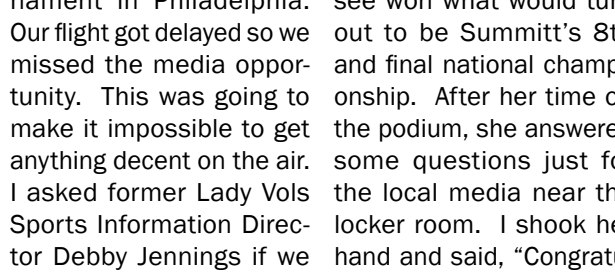 nament in Philadelphia.
Our flight got delayed so we
missed the media oppor-
tunity. This was going to
make it impossible to get
anything decent on the air.
I asked former Lady Vols
Sports Information Direc-
tor Debby Jennings if we
see won what would tur
out to be Summitt's 8t
and final national champ
onship. After her time o
the podium, she answere
some questions just fo
the local media near th
locker room. I shook he
hand and said, “Congratu